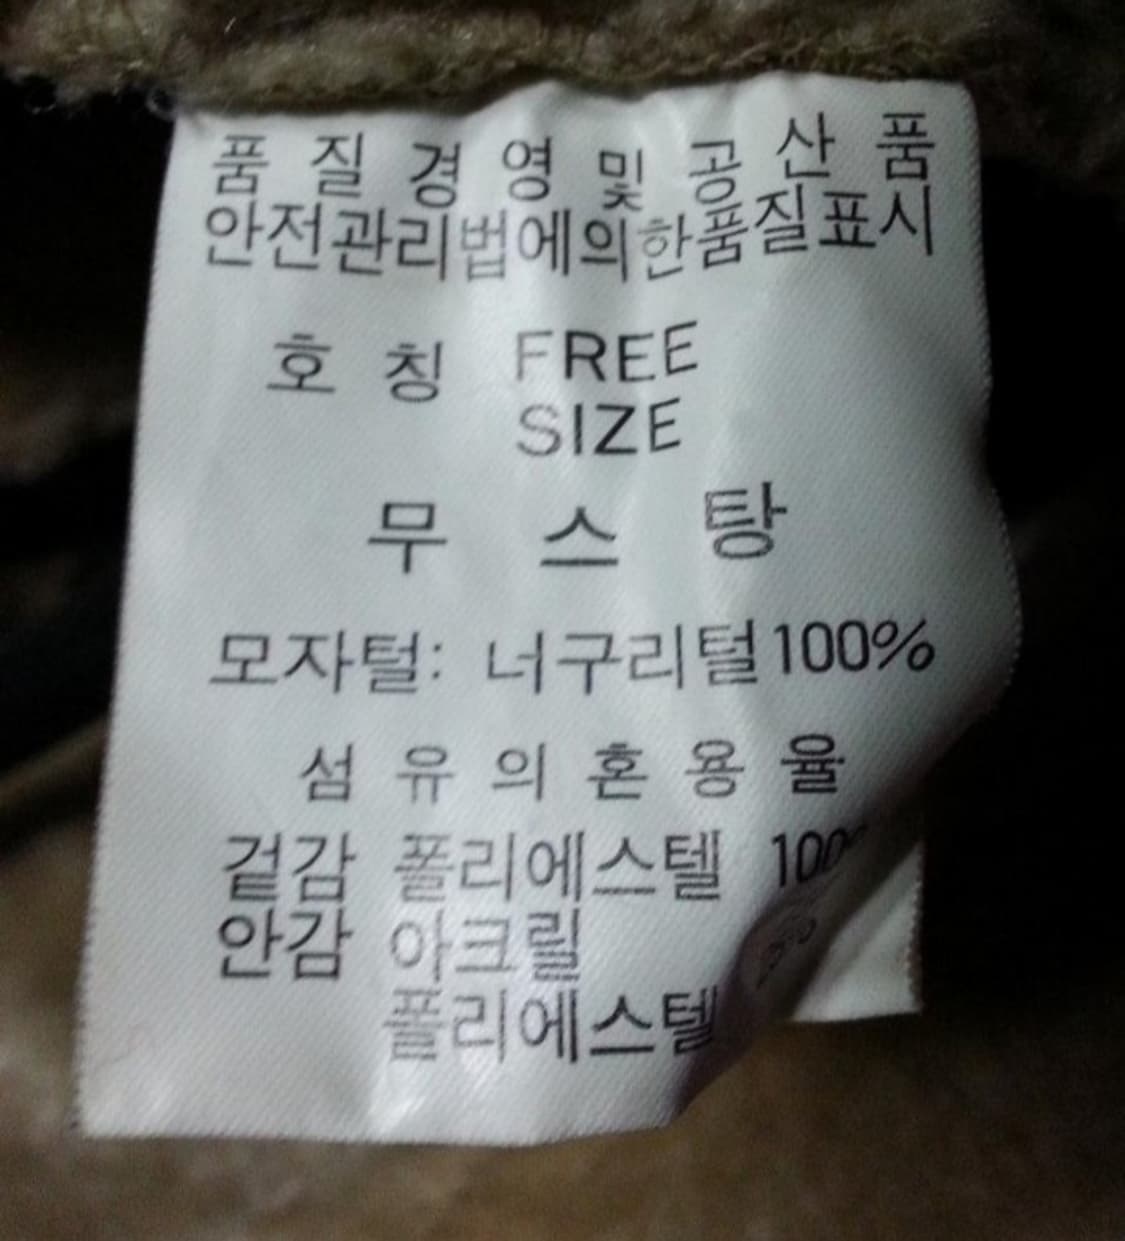 품 질 경 영 및 공 산 품
안전관리법에의한품질표시
호 칭 FREE
SIZE
무 스 탕
모자털: 너구리털100%
섬 유 의 혼 용 율
겉감 폴리에스텔 100
안감 아크릴
폴리에스텔